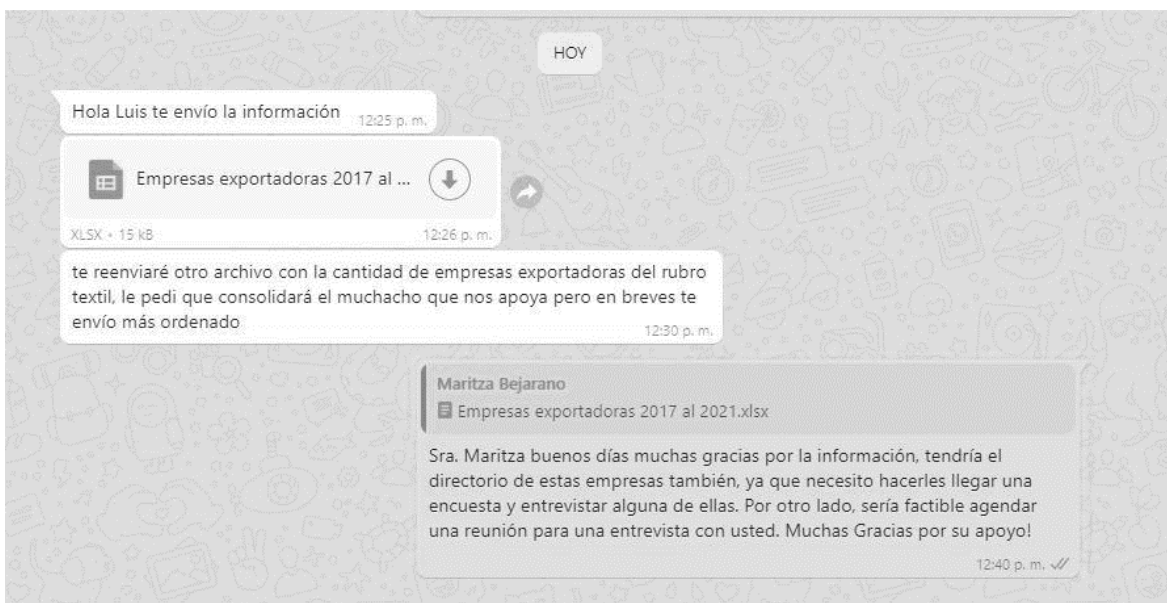 HOY
Hola Luis te envío la información 12:25 p. m.
Empresas exportadoras 2017 al ...
XLSX • 15 kB 12:26 p. m.
te reenviaré otro archivo con la cantidad de empresas exportadoras del rubro
textil, le pedi que consolidará el muchacho que nos apoya pero en breves te
envío más ordenado
12:30 p. m.
Maritza Bejarano
Empresas exportadoras 2017 al 2021.xlsx
Sra. Maritza buenos días muchas gracias por la información, tendría el
directorio de estas empresas también, ya que necesito hacerles llegar una
encuesta y entrevistar alguna de ellas. Por otro lado, sería factible agendar
una reunión para una entrevista con usted. Muchas Gracias por su apoyo!
12:40 p. m.